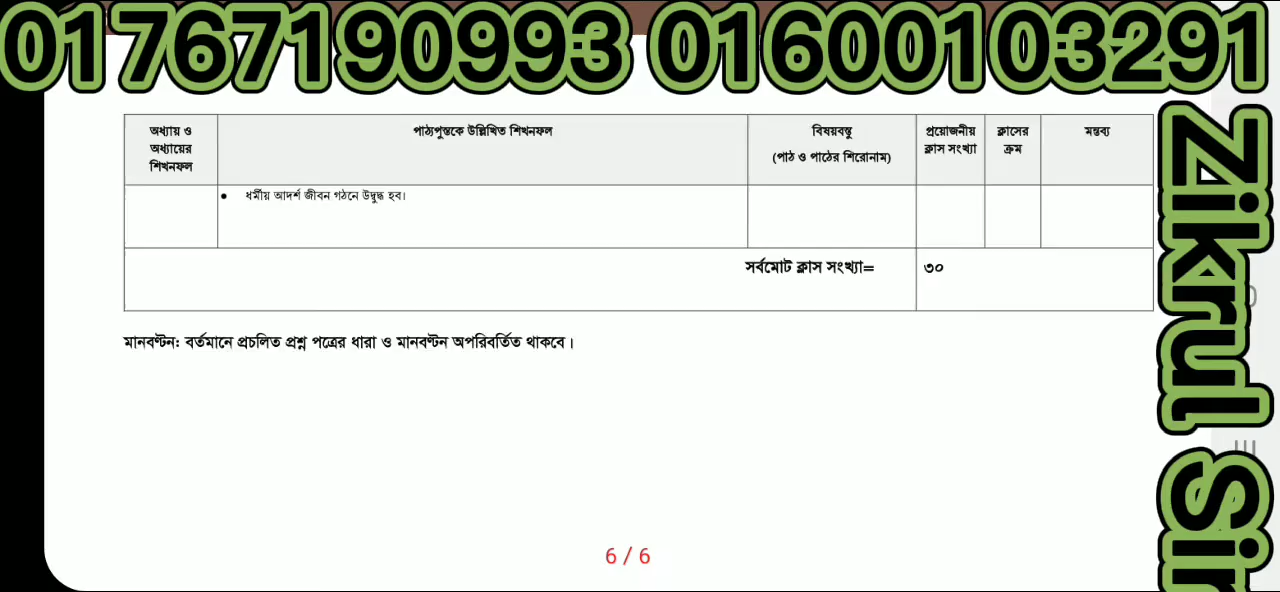 01767190993 01600103291
Zikrul Sir
অধ্যায় ও
অধ্যায়ের
শিখনফল
পাঠ্যপুস্তকে উল্লিখিত শিখনফল
বিষয়বস্তু
(পাঠ ও পাঠের শিরোনাম)
প্রয়োজনীয়
ক্লাস সংখ্যা
ক্লাসের
ক্রম
মন্তব্য
● ধর্মীয় আদর্শ জীবন গঠনে উদ্বুদ্ধ হব।
সর্বমোট ক্লাস সংখ্যা= ৩০
মানবণ্টন: বর্তমানে প্রচলিত প্রশ্ন পত্রের ধারা ও মানবণ্টন অপরিবর্তিত থাকবে।
6 / 6